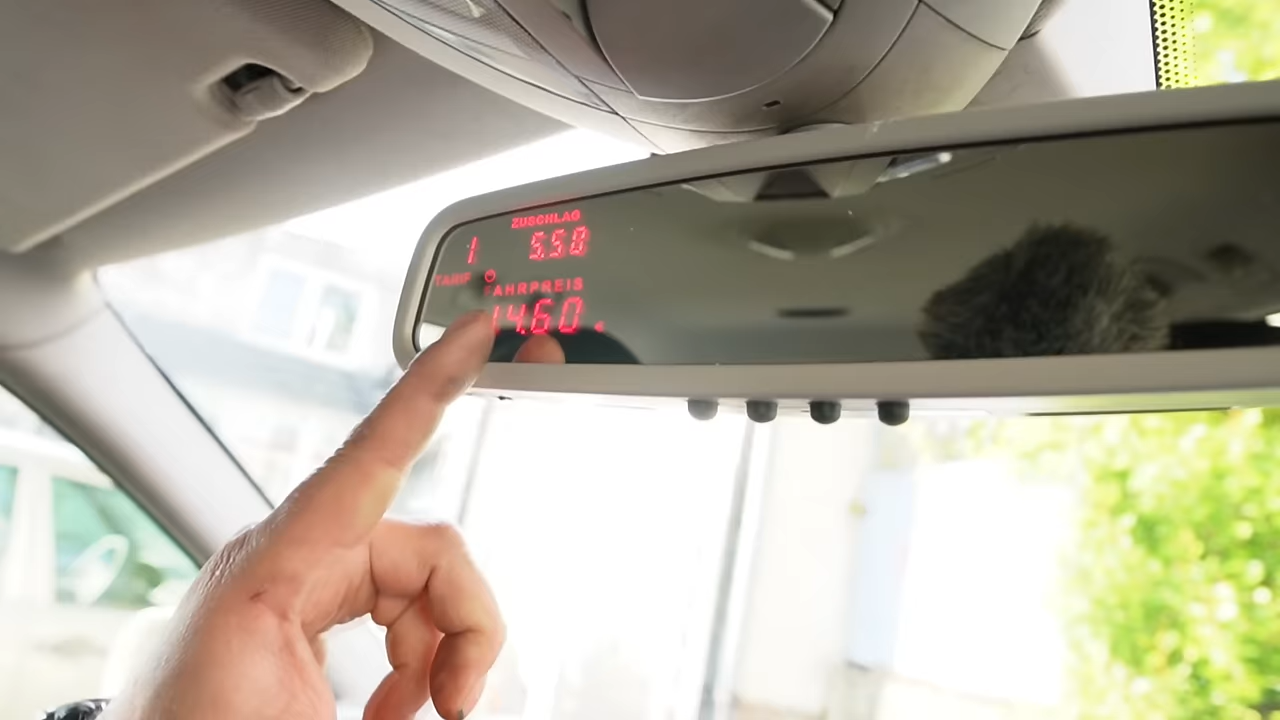 ZUSCHLAG
1 5.50
TARIF
FAHRPREIS
14.60 €